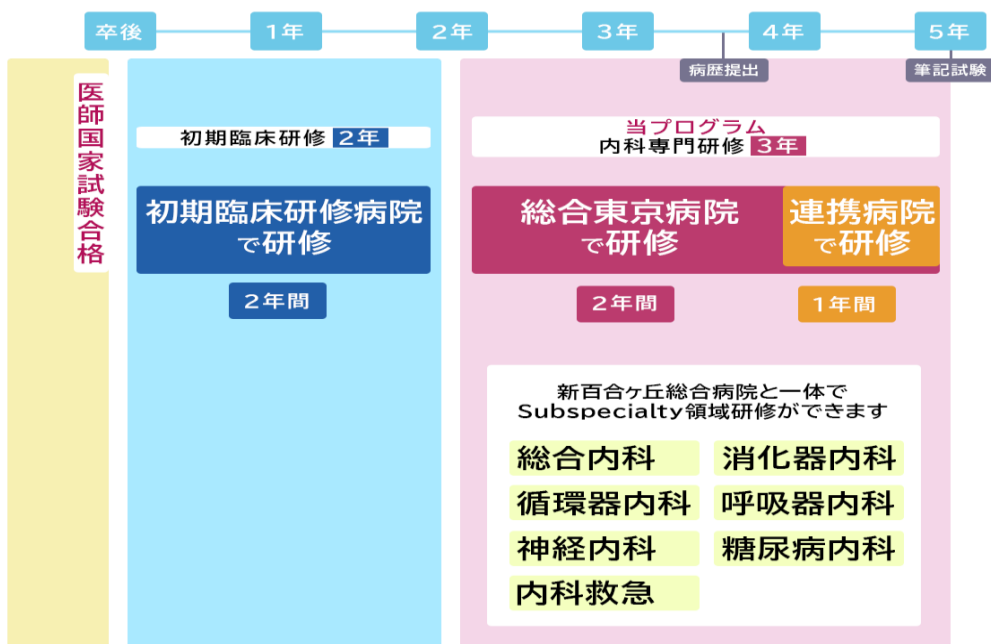 卒後
1年
2年
3年
4年
5年
病歴提出
筆記試験
医師国家試験合格
初期臨床研修 2年
初期臨床研修病院
で研修
2年間
当プログラム
内科専門研修 3年
総合東京病院
で研修
2年間
連携病院
で研修
1年間
新百合ヶ丘総合病院と一体で
Subspecialty領域研修ができます
総合内科
消化器内科
循環器内科
呼吸器内科
神経内科
糖尿病内科
内科救急